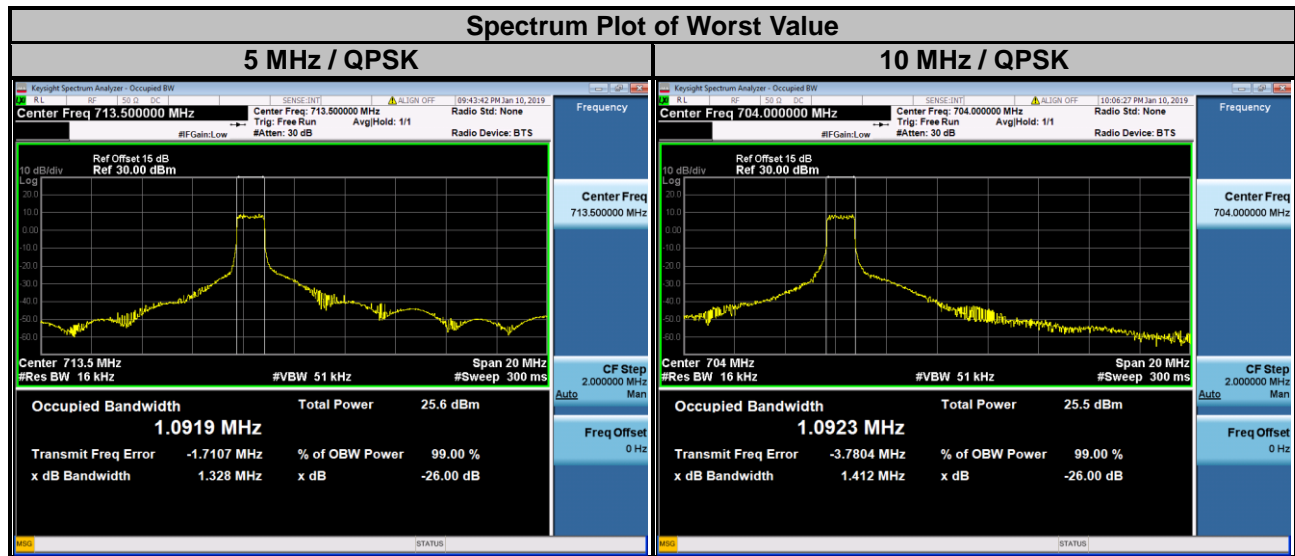 Spectrum Plot of Worst Value
5 MHz / QPSK
10 MHz / QPSK
Keysight Spectrum Analyzer - Occupied BW
RL RF 50 Ω DC SENSE:INT ALIGN OFF 09:43:42 PM Jan 10, 2019
Center Freq 713.500000 MHz
Center Freq: 713.500000 MHz
Radio Std: None
Trig: Free Run Avg|Hold: 1/1
#IFGain:Low #Atten: 30 dB Radio Device: BTS
Ref Offset 15 dB
10 dB/div Ref 30.00 dBm
Log
20.0
10.0
0.00
-10.0
-20.0
-30.0
-40.0
-50.0
-60.0
Center 713.5 MHz Span 20 MHz
#Res BW 16 kHz #VBW 51 kHz #Sweep 300 ms
Occupied Bandwidth Total Power 25.6 dBm
1.0919 MHz
Transmit Freq Error -1.7107 MHz % of OBW Power 99.00 %
x dB Bandwidth 1.328 MHz x dB -26.00 dB
MSG STATUS
Frequency
Center Freq
713.500000 MHz
CF Step
2.000000 MHz
Auto Man
Freq Offset
0 Hz
Keysight Spectrum Analyzer - Occupied BW
RL RF 50 Ω DC SENSE:INT ALIGN OFF 10:06:27 PM Jan 10, 2019
Center Freq 704.000000 MHz
Center Freq: 704.000000 MHz
Radio Std: None
Trig: Free Run Avg|Hold: 1/1
#IFGain:Low #Atten: 30 dB Radio Device: BTS
Ref Offset 15 dB
10 dB/div Ref 30.00 dBm
Log
20.0
10.0
0.00
-10.0
-20.0
-30.0
-40.0
-50.0
-60.0
Center 704 MHz Span 20 MHz
#Res BW 16 kHz #VBW 51 kHz #Sweep 300 ms
Occupied Bandwidth Total Power 25.5 dBm
1.0923 MHz
Transmit Freq Error -3.7804 MHz % of OBW Power 99.00 %
x dB Bandwidth 1.412 MHz x dB -26.00 dB
MSG STATUS
Frequency
Center Freq
704.000000 MHz
CF Step
2.000000 MHz
Auto Man
Freq Offset
0 Hz